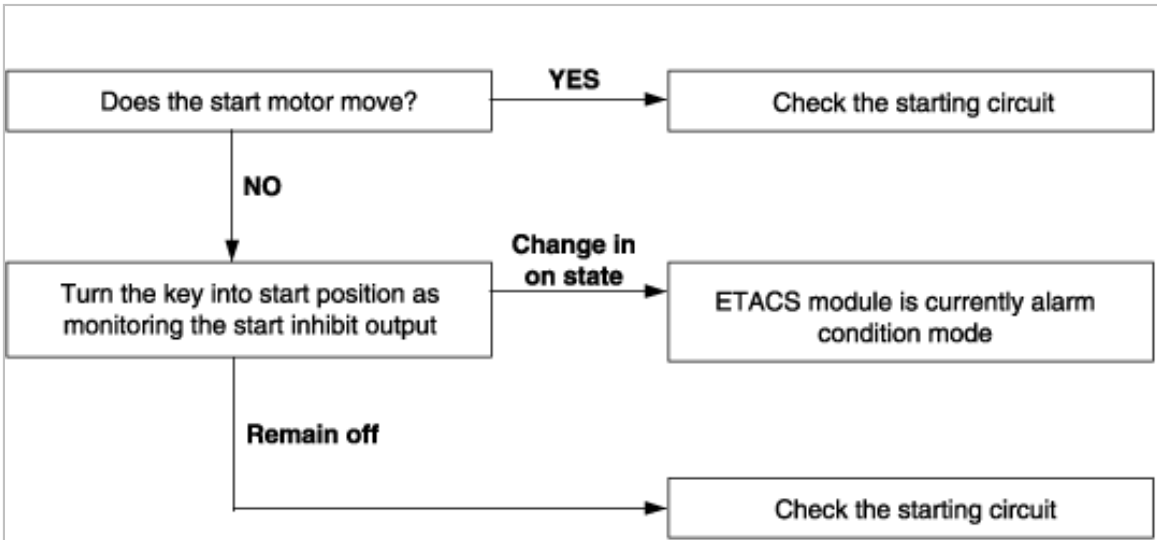 Does the start motor move?
YES
Check the starting circuit
NO
Turn the key into start position as
monitoring the start inhibit output
Change in
on state
ETACS module is currently alarm
condition mode
Remain off
Check the starting circuit